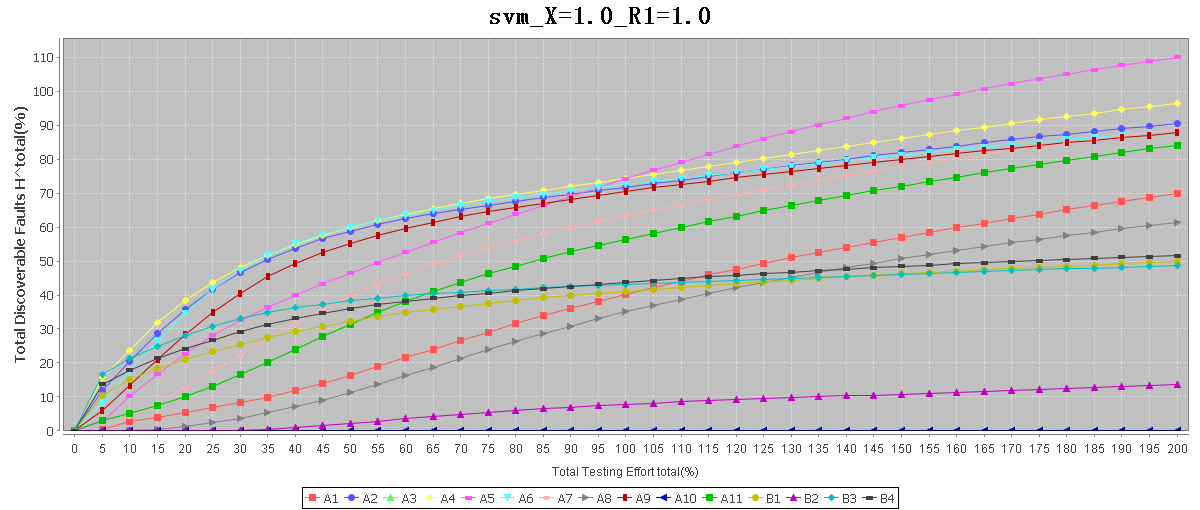 svm_X=1.0_R1=1.0
Total Discoverable Faults H^total(%)
110
100
90
80
70
60
50
40
30
20
10
0
0 5 10 15 20 25 30 35 40 45 50 55 60 65 70 75 80 85 90 95 100 105 110 115 120 125 130 135 140 145 150 155 160 165 170 175 180 185 190 195 200
Total Testing Effort total(%)
A1 A2 A3 A4 A5 A6 A7 A8 A9 A10 A11 B1 B2 B3 B4